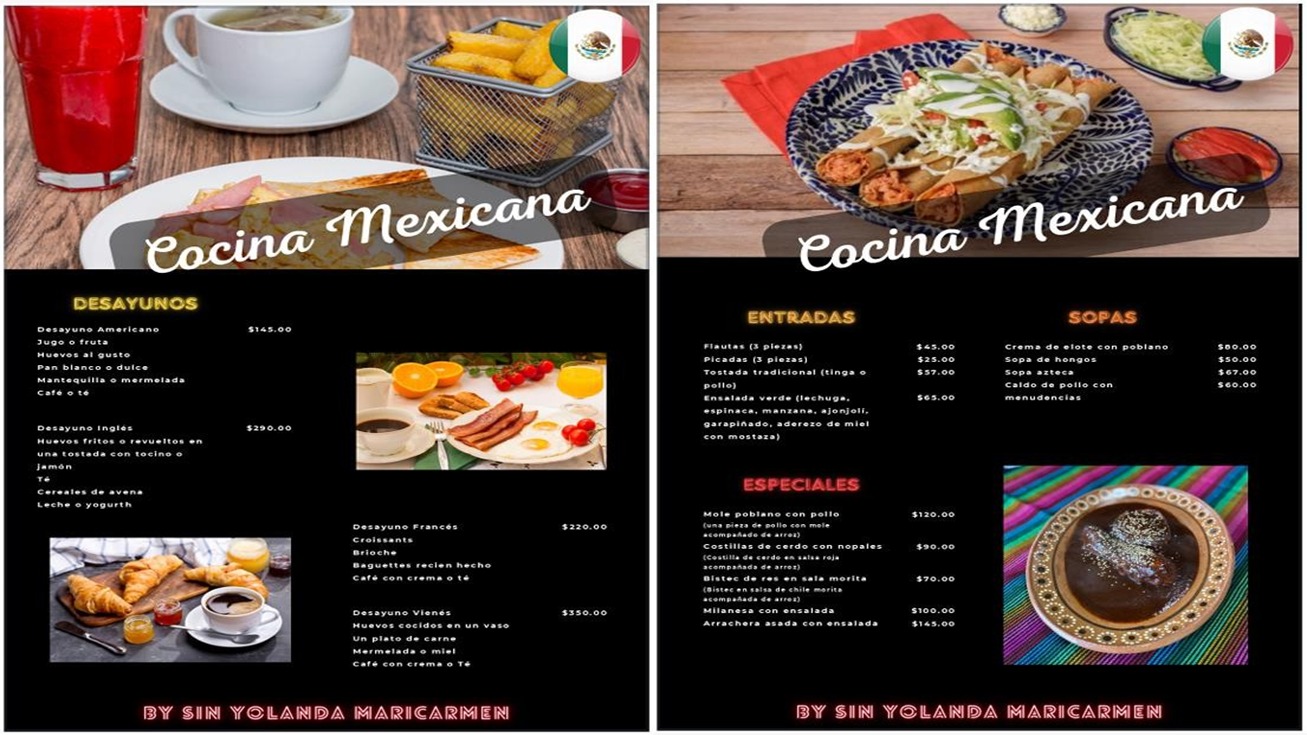 Cocina Mexicana
DESAYUNOS
Desayuno Americano $145.00
Jugo o fruta
Huevos al gusto
Pan blanco o dulce
Mantequilla o mermelada
Café o té
Desayuno Inglés $290.00
Huevos fritos o revueltos en
una tostada con tocino o
jamón
Té
Cereales de avena
Leche o yogurth
Desayuno Francés $220.00
Croissants
Brioche
Baguettes recien hecho
Café con crema o té
Desayuno Vienés $350.00
Huevos cocidos en un vaso
Un plato de carne
Mermelada o miel
Café con crema o Té
BY SIN YOLANDA MARICARMEN
Cocina Mexicana
ENTRADAS
Flautas (3 piezas) $45.00
Picadas (3 piezas) $25.00
Tostada tradicional (tinga o $57.00
pollo)
Ensalada verde (lechuga, $65.00
espinaca, manzana, ajonjolí,
garapiñado, aderezo de miel
con mostaza)
SOPAS
Crema de elote con poblano $80.00
Sopa de hongos $50.00
Sopa azteca $67.00
Caldo de pollo con $60.00
menudencias
ESPECIALES
Mole poblano con pollo $120.00
(una pieza de pollo con mole
acompañado de arroz)
Costillas de cerdo con nopales $90.00
(Costilla de cerdo en salsa roja
acompañada de arroz)
Bistec de res en sala morita $70.00
(Bistec en salsa de chile morita
acompañada de arroz)
Milanesa con ensalada $100.00
Arrachera asada con ensalada $145.00
BY SIN YOLANDA MARICARMEN